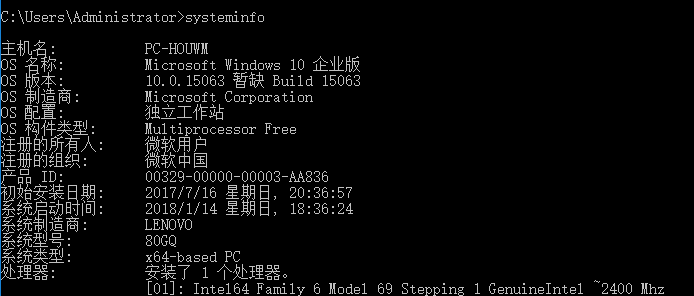 C:\Users\Administrator>systeminfo
主机名: PC-HOUWM
OS 名称: Microsoft Windows 10 企业版
OS 版本: 10.0.15063 暂缺 Build 15063
OS 制造商: Microsoft Corporation
OS 配置: 独立工作站
OS 构件类型: Multiprocessor Free
注册的所有人: 微软用户
注册的组织: 微软中国
产品 ID: 00329-00000-00003-AA836
初始安装日期: 2017/7/16 星期日, 20:36:57
系统启动时间: 2018/1/14 星期日, 18:36:24
系统制造商: LENOVO
系统型号: 80GQ
系统类型: x64-based PC
处理器: 安装了 1 个处理器。
[01]: Intel64 Family 6 Model 69 Stepping 1 GenuineIntel ~2400 Mhz